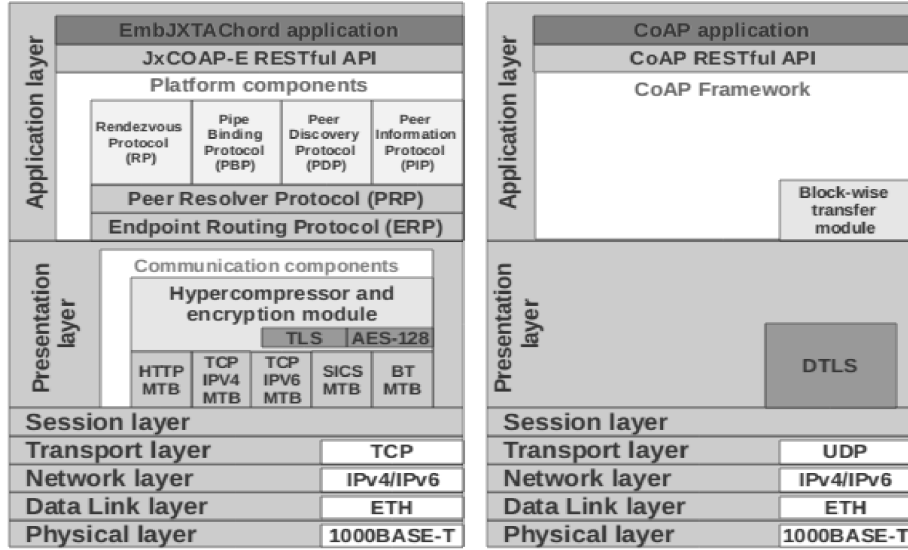 EmbJXTAChord application
JxCOAP-E RESTful API
Platform components
Application layer
Rendezvous
Protocol
(RP)
Pipe
Binding
Protocol
(PBP)
Peer
Discovery
Protocol
(PDP)
Peer
Information
Protocol
(PIP)
Peer Resolver Protocol (PRP)
Endpoint Routing Protocol (ERP)
Presentation
layer
Communication components
Hypercompressor and
encryption module
TLS
AES-128
HTTP
MTB
TCP
IPV4
MTB
TCP
IPV6
MTB
SICS
MTB
BT
MTB
Session layer
Transport layer
TCP
Network layer
IPv4/IPv6
Data Link layer
ETH
Physical layer
1000BASE-T
CoAP application
CoAP RESTful API
CoAP Framework
Application layer
Block-wise
transfer
module
Presentation
layer
DTLS
Session layer
Transport layer
UDP
Network layer
IPv4/IPv6
Data Link layer
ETH
Physical layer
1000BASE-T